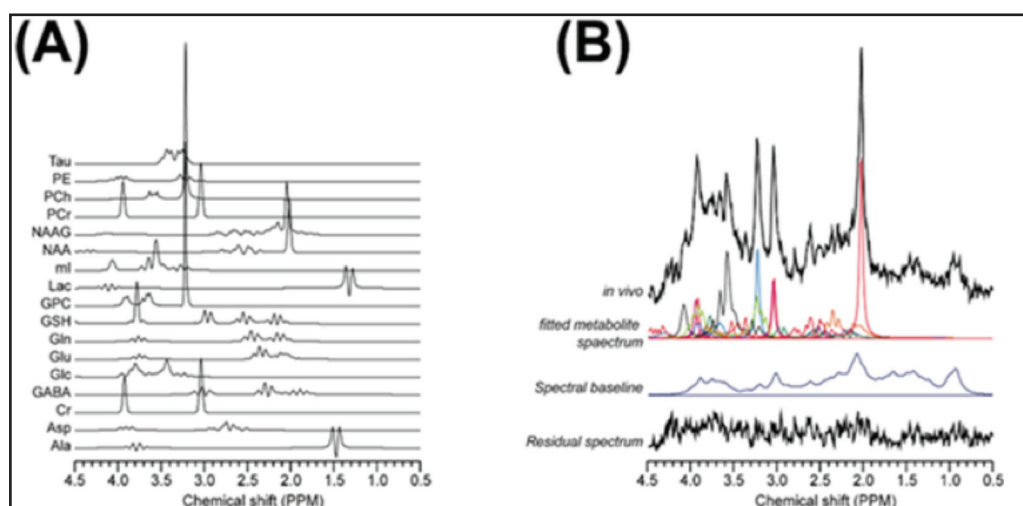 (A)
Tau
PE
PCh
PCr
NAAG
NAA
mI
Lac
GPC
GSH
Gln
Glu
Glc
GABA
Cr
Asp
Ala
4.5 4.0 3.5 3.0 2.5 2.0 1.5 1.0 0.5
Chemical shift (PPM)
(B)
in vivo
fitted metabolite
spaectrum
Spectral baseline
Residual spectrum
4.5 4.0 3.5 3.0 2.5 2.0 1.5 1.0 0.5
Chemical shift (PPM)